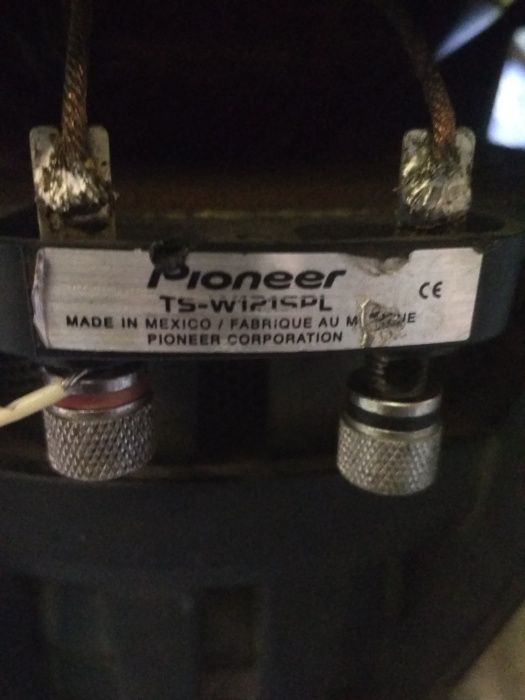 Pioneer
TS-W121SPL
CE
MADE IN MEXICO / FABRIQUE AU
PIONEER CORPORATION